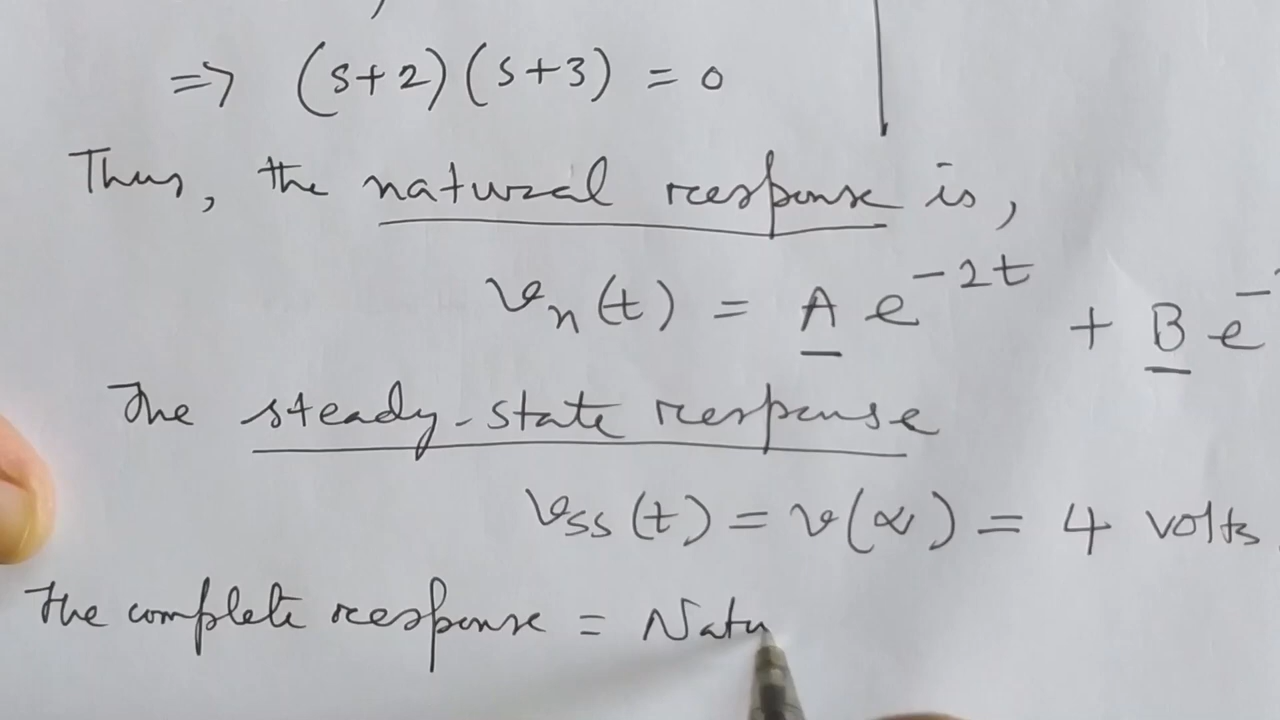 => (s+2)(s+3) = 0
Thus, the natural response is,
vn(t) = A e^-2t + B e^-
The steady-state response
vss(t) = v(∝) = 4 volts.
The complete response = Natu